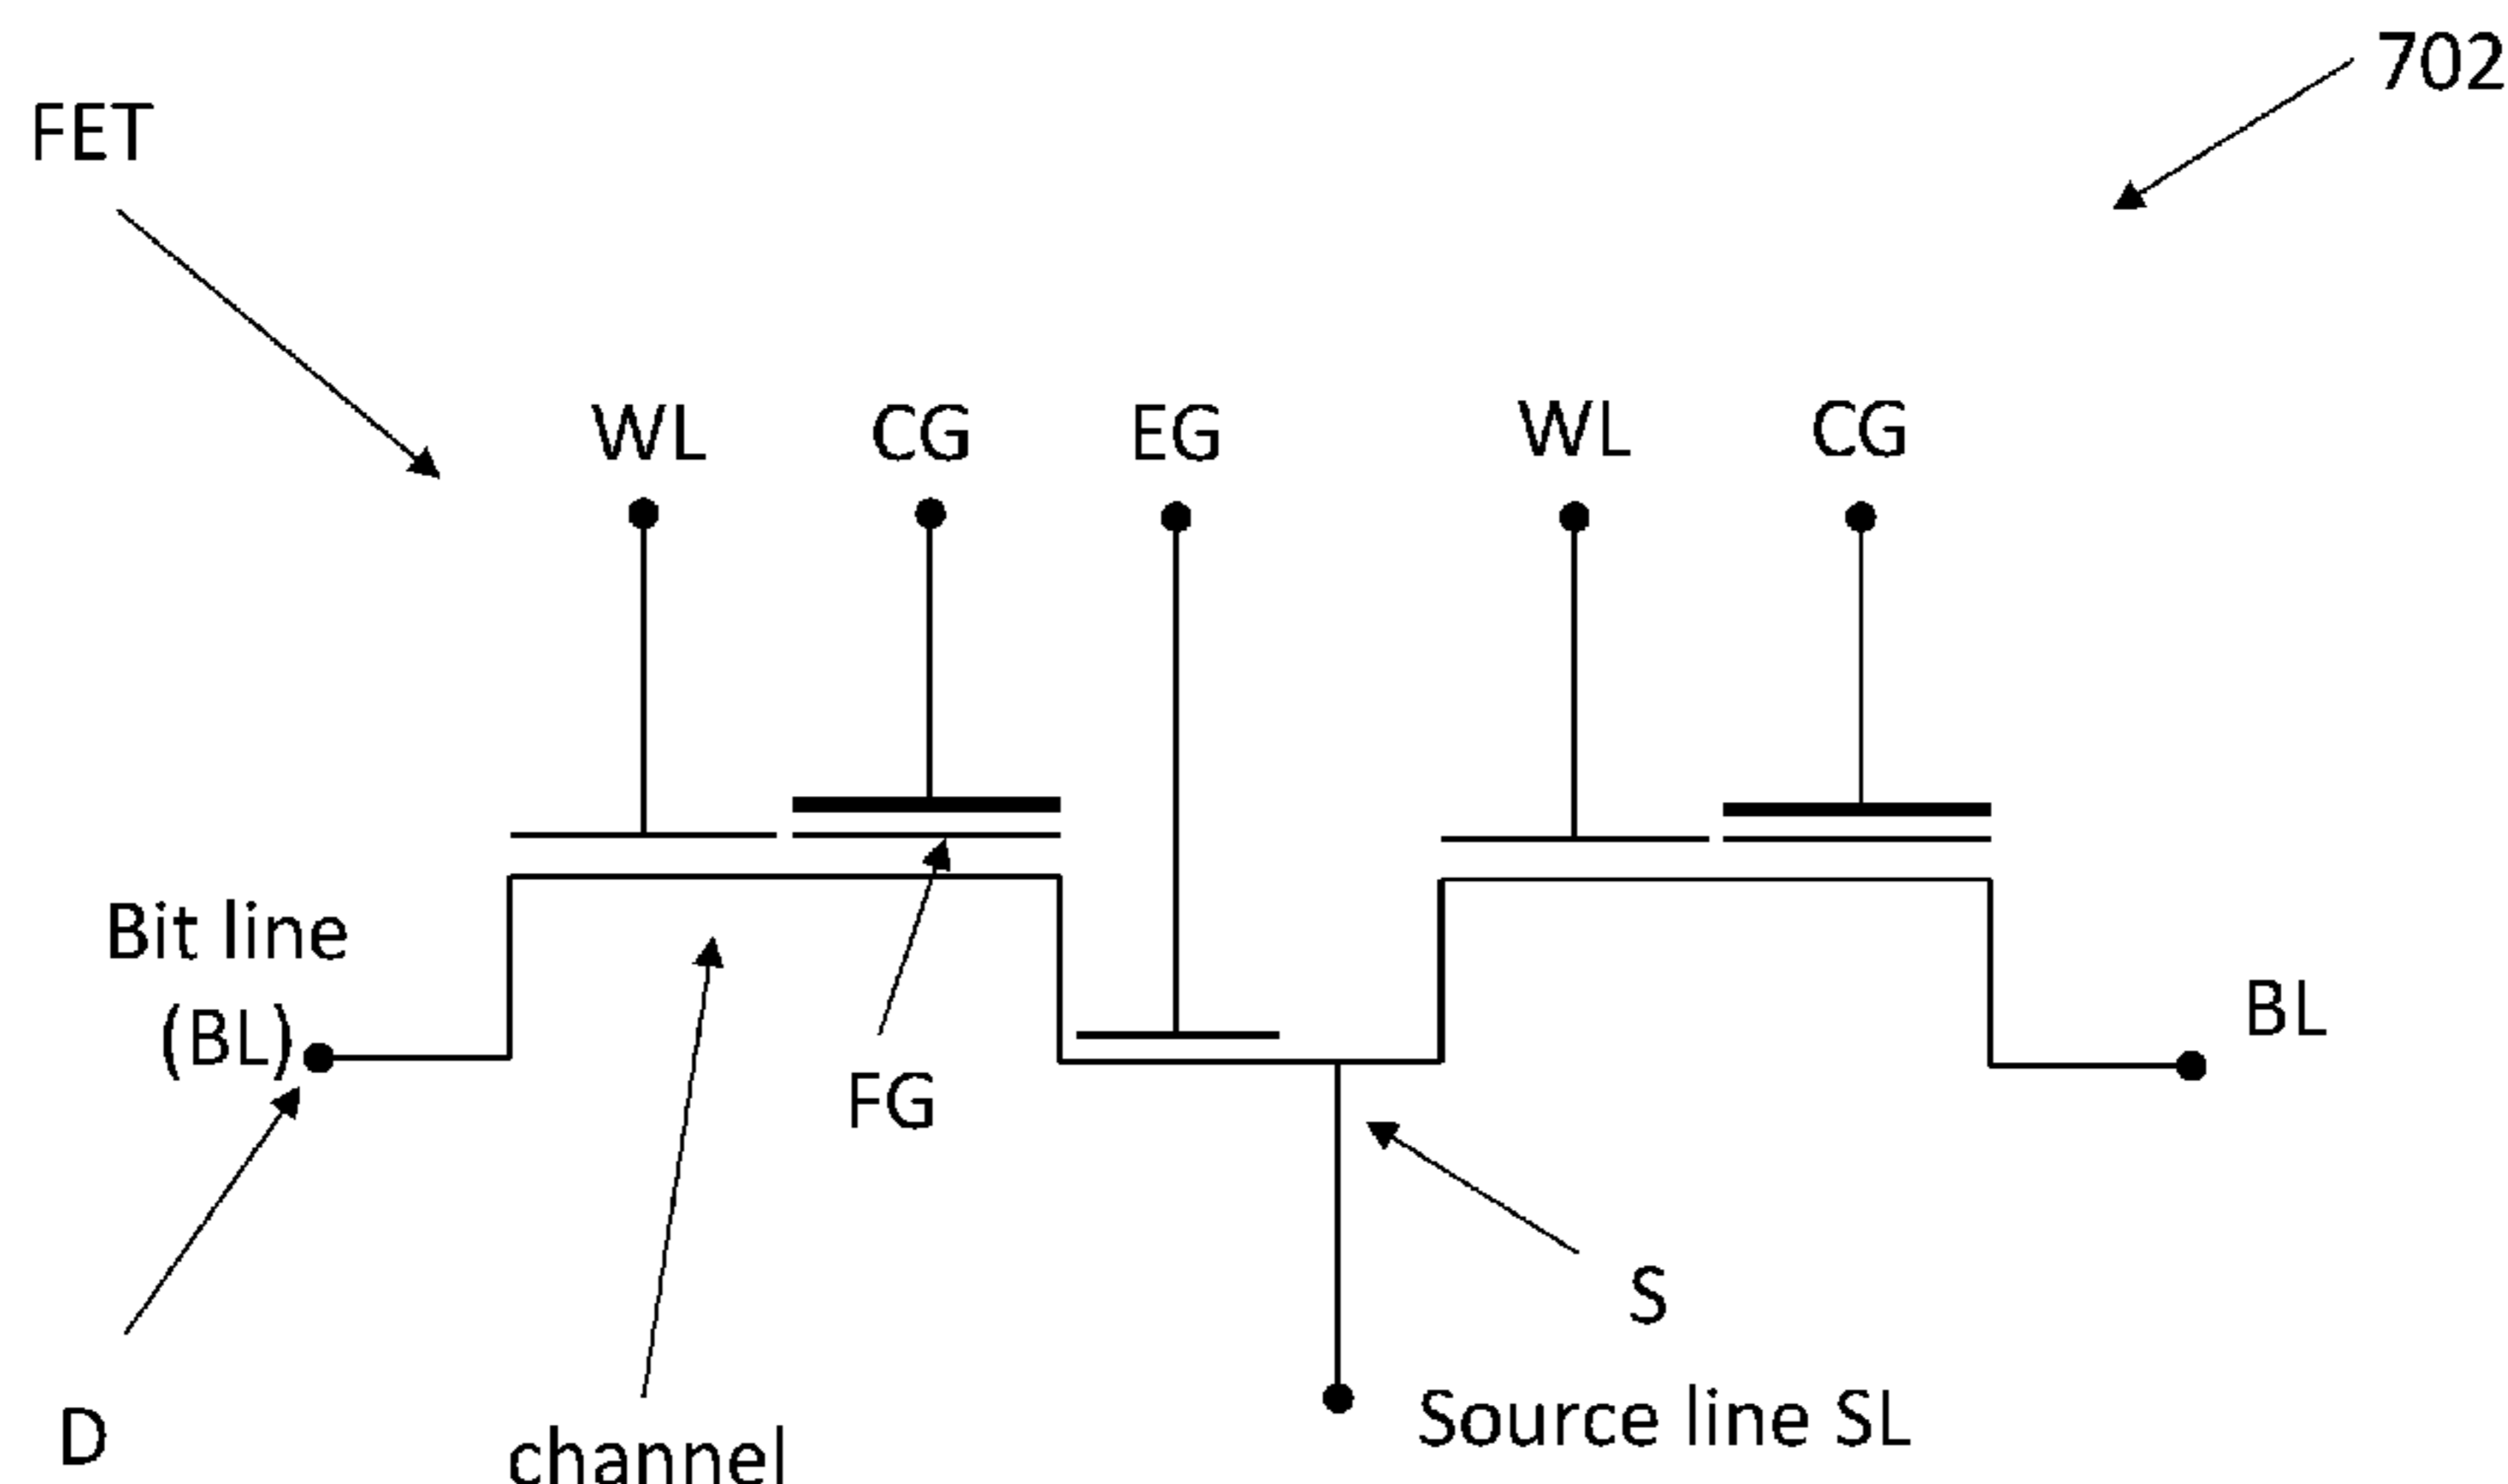 702
FET
WL CG EG WL CG
Bit line
(BL)
BL
FG
S
Source line SL
D
channel